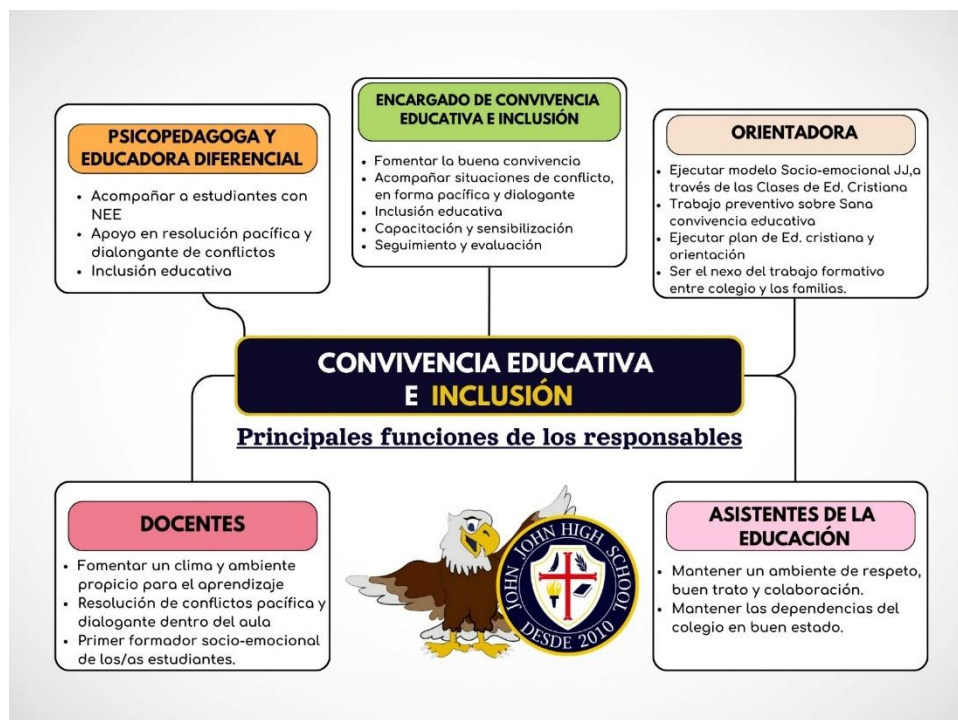 PSICOPEDAGOGA Y
EDUCADORA DIFERENCIAL
• Acompañar a estudiantes con
NEE
• Apoyo en resolución pacífica y
dialongante de conflictos
• Inclusión educativa
ENCARGADO DE CONVIVENCIA
EDUCATIVA E INCLUSIÓN
• Fomentar la buena convivencia
• Acompañar situaciones de conflicto,
en forma pacífica y dialogante
• Inclusión educativa
• Capacitación y sensibilización
• Seguimiento y evaluación
ORIENTADORA
• Ejecutar modelo Socio-emocional JJ,a
través de las Clases de Ed. Cristiana
• Trabajo preventivo sobre Sana
convivencia educativa
• Ejecutar plan de Ed. cristiana y
orientación
• Ser el nexo del trabajo formativo
entre colegio y las familias.
CONVIVENCIA EDUCATIVA
E INCLUSIÓN
Principales funciones de los responsables
DOCENTES
• Fomentar un clima y ambiente
propicio para el aprendizaje
• Resolución de conflictos pacífica y
dialogante dentro del aula
• Primer formador socio-emocional
de los/as estudiantes.
JOHN JOHN HIGH SCHOOL
DESDE 2010
ASISTENTES DE LA
EDUCACIÓN
• Mantener un ambiente de respeto,
buen trato y colaboración.
• Mantener las dependencias del
colegio en buen estado.